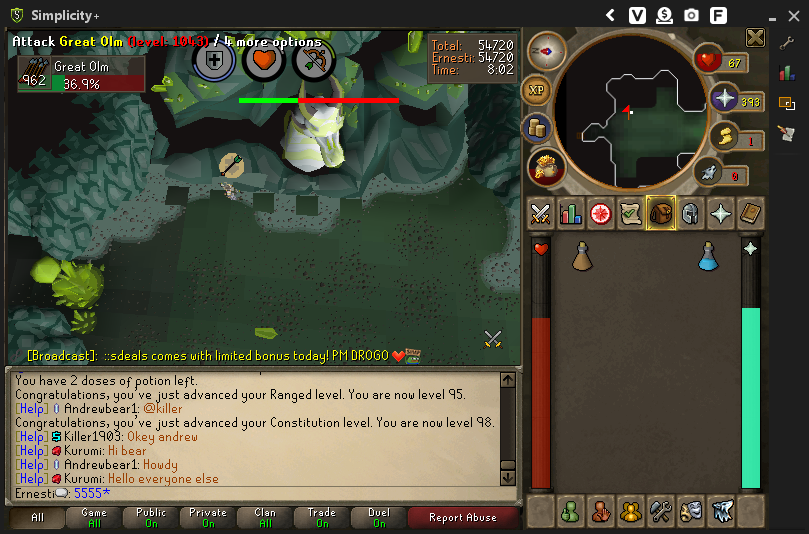 Simplicity+
Attack Great Olm (level: 1043) / 4 more options
Great Olm
962
36.9%
Total: 54720
Ernesti: 54720
Time: 8:02
XP
67
393
1
0
[Broadcast]: ::sdeals comes with limited bonus today! PM DROGO
You have 2 doses of potion left.
Congratulations, you've just advanced your Ranged level. You are now level 95.
[Help] Andrewbear1: @killer
Congratulations, you've just advanced your Constitution level. You are now level 98.
[Help] Killer1903: Okey andrew
[Help] Kurumi: Hi bear
[Help] Andrewbear1: Howdy
[Help] Kurumi: Hello everyone else
Ernesti: 5555*
All
Game
All
Public
On
Private
On
Clan
All
Trade
On
Duel
On
Report Abuse